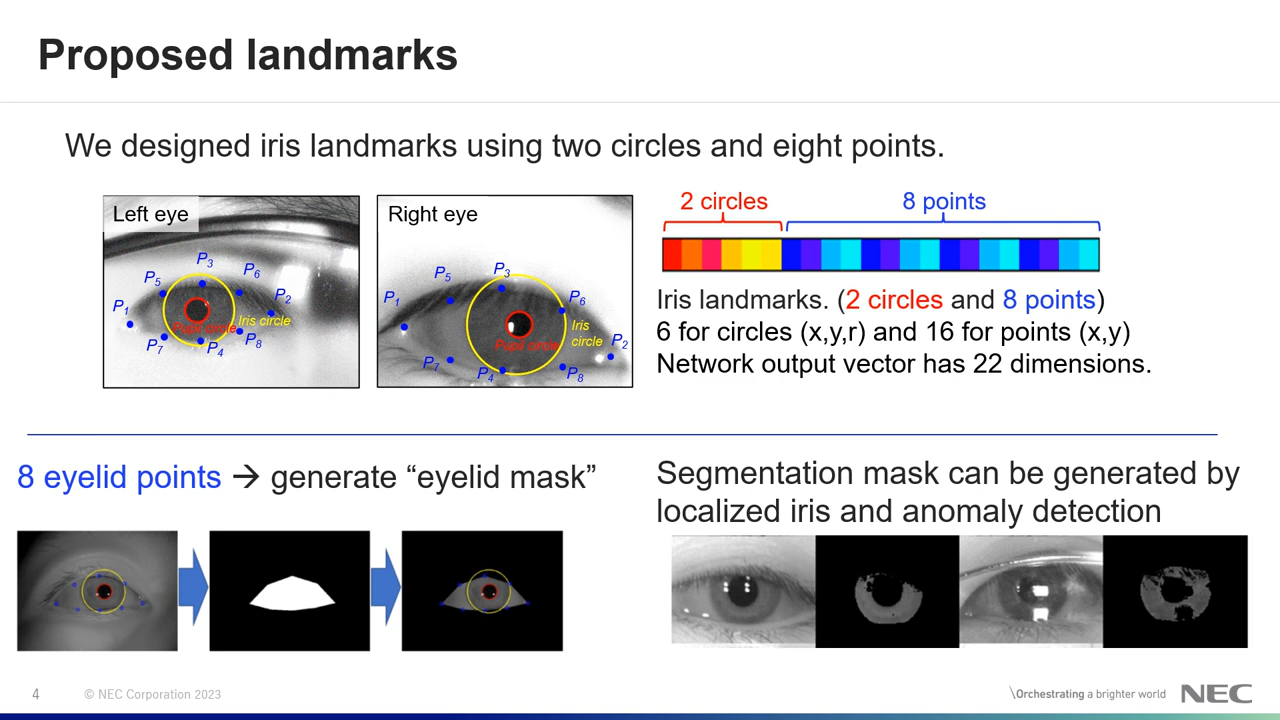 Proposed landmarks
We designed iris landmarks using two circles and eight points.
Left eye
P3
P5
P6
P1
P2
Pupil circle
Iris circle
P7
P4
P8
Right eye
P5
P3
P1
P6
Iris
circle
Pupil circle
P2
P7
P4
P8
2 circles
8 points
Iris landmarks. (2 circles and 8 points)
6 for circles (x,y,r) and 16 for points (x,y)
Network output vector has 22 dimensions.
8 eyelid points → generate “eyelid mask”
Segmentation mask can be generated by
localized iris and anomaly detection
4
© NEC Corporation 2023
\Orchestrating a brighter world
NEC